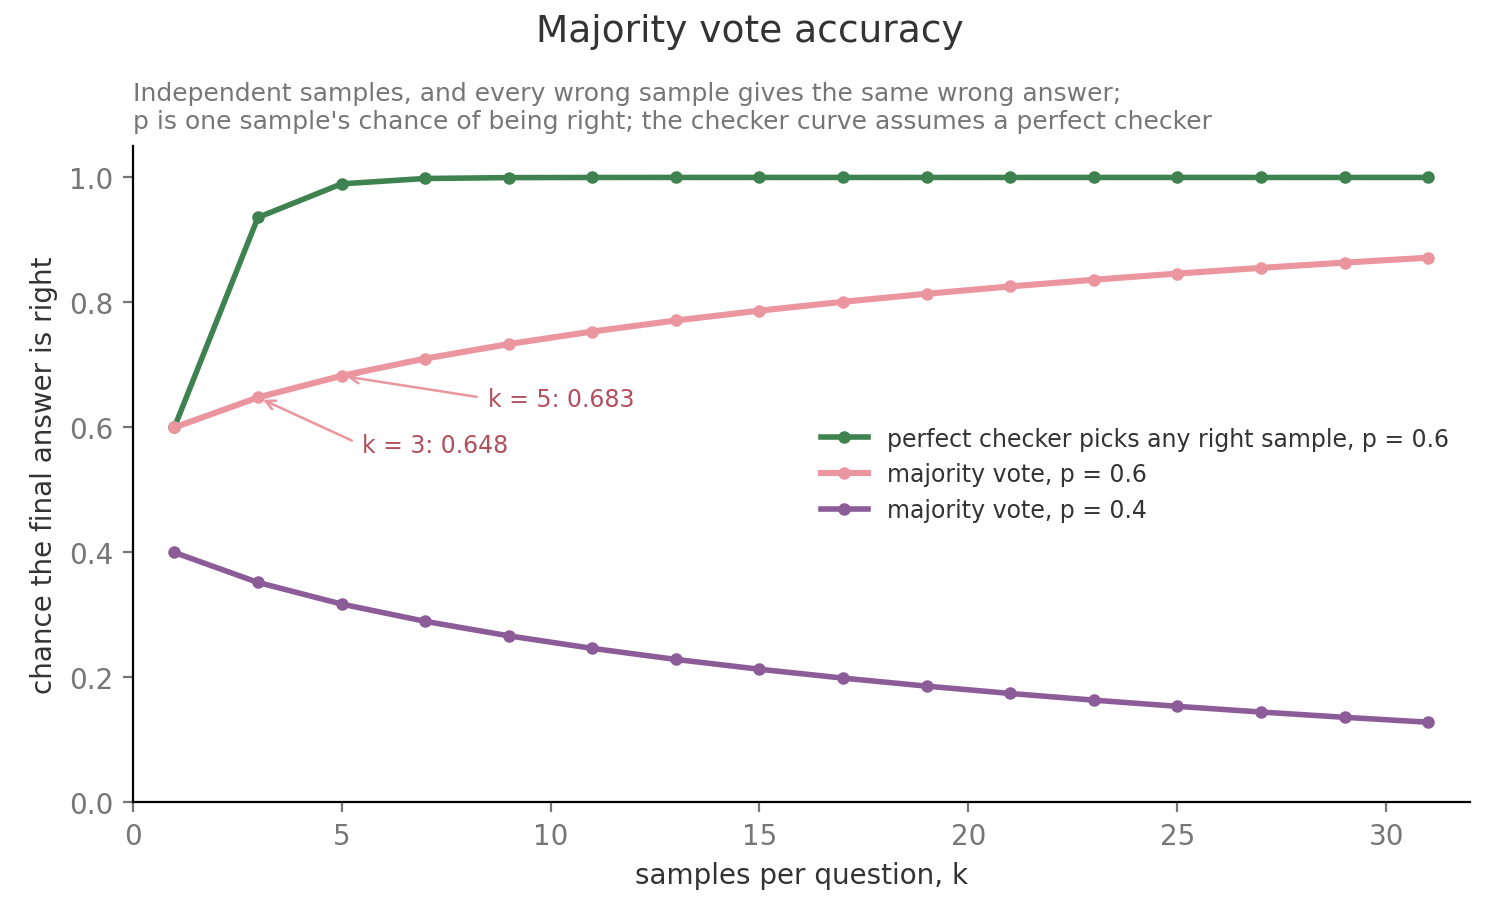 Majority vote accuracy
Independent samples, and every wrong sample gives the same wrong answer;
p is one sample's chance of being right; the checker curve assumes a perfect checker
chance the final answer is right
1.0
0.8
0.6
0.4
0.2
0.0
k = 5: 0.683
k = 3: 0.648
perfect checker picks any right sample, p = 0.6
majority vote, p = 0.6
majority vote, p = 0.4
0
5
10
15
20
25
30
samples per question, k